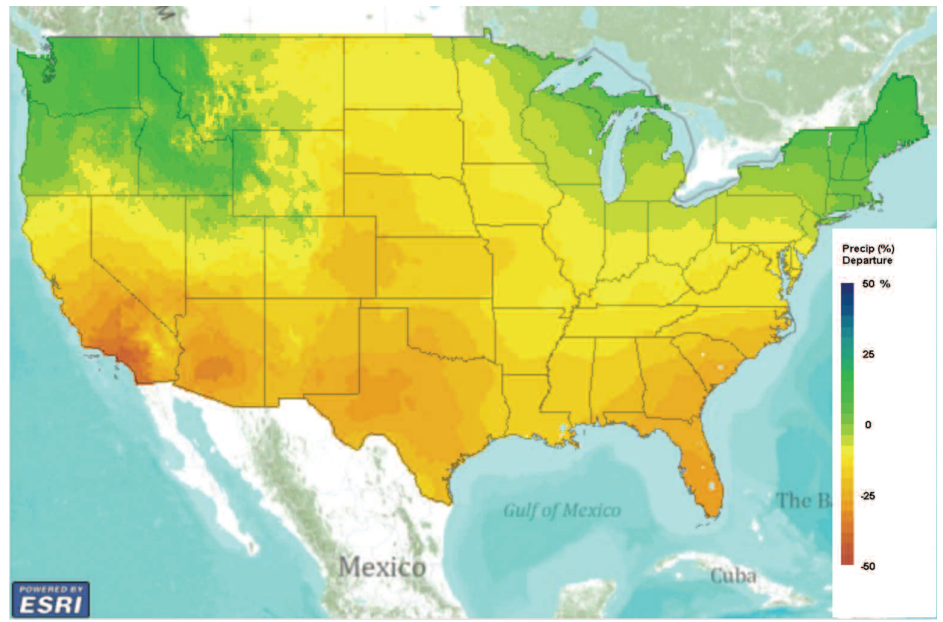 Precip (%)
Departure
50 %
25
0
-25
-50
Gulf of Mexico
The Ba
Mexico
Cuba
POWERED BY
ESRI